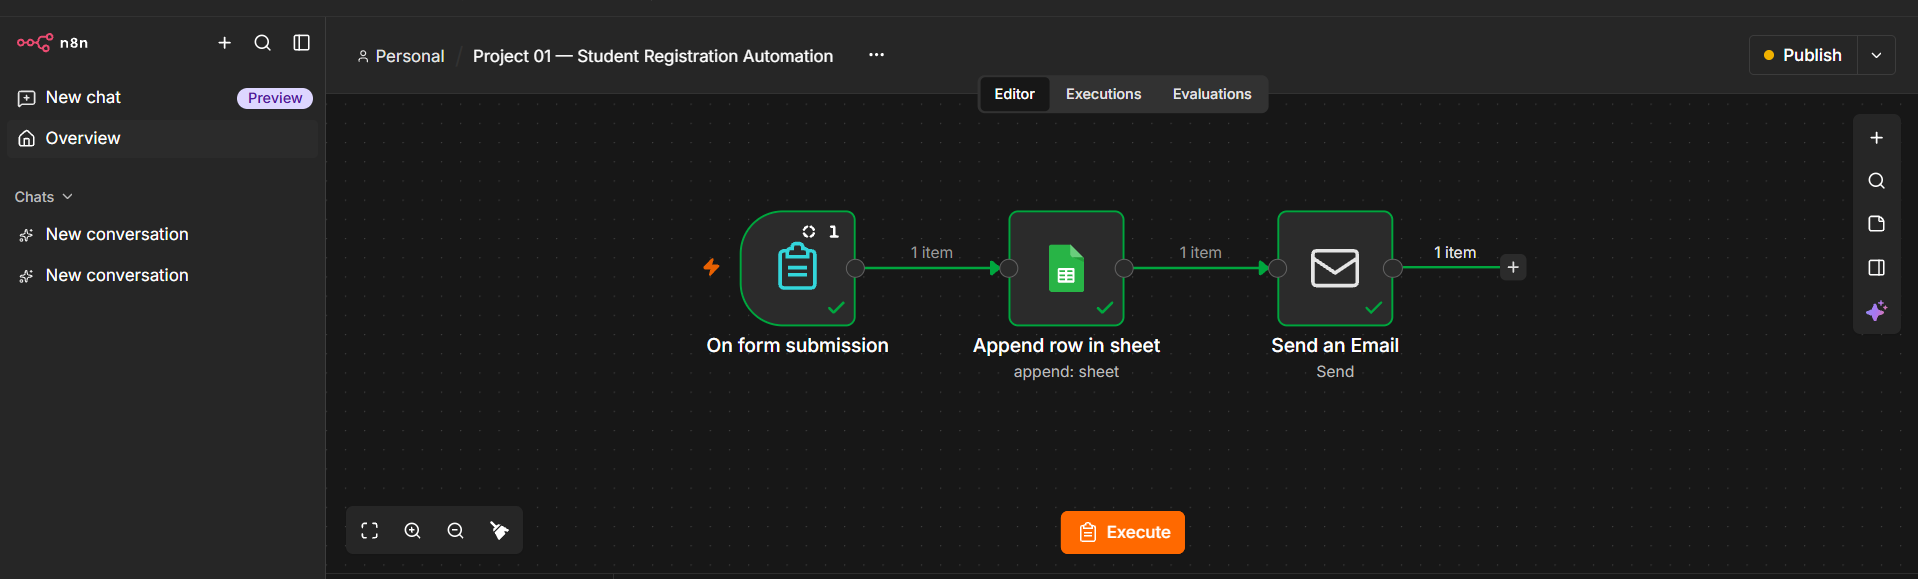 n8n
New chat
Preview
Overview
Chats
New conversation
New conversation
Personal / Project 01 — Student Registration Automation
Publish
Editor
Executions
Evaluations
1
1 item
1 item
1 item
On form submission
Append row in sheet
append: sheet
Send an Email
Send
Execute